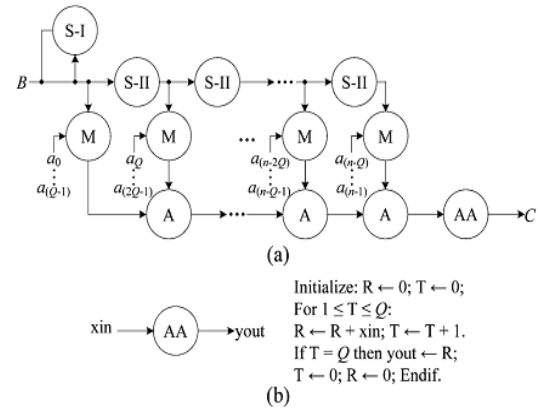 S-I
B
S-II
S-II
...
S-II
M
M
...
M
M
a0
⋮
a(Q-1)
aQ
⋮
a(2Q-1)
a(n-2Q)
⋮
a(n-Q-1)
a(n-Q)
⋮
a(n-1)
A
...
A
A
AA
C
(a)
xin
AA
yout
Initialize: R ← 0; T ← 0;
For 1 ≤ T ≤ Q:
R ← R + xin; T ← T + 1.
If T = Q then yout ← R;
T ← 0; R ← 0; Endif.
(b)